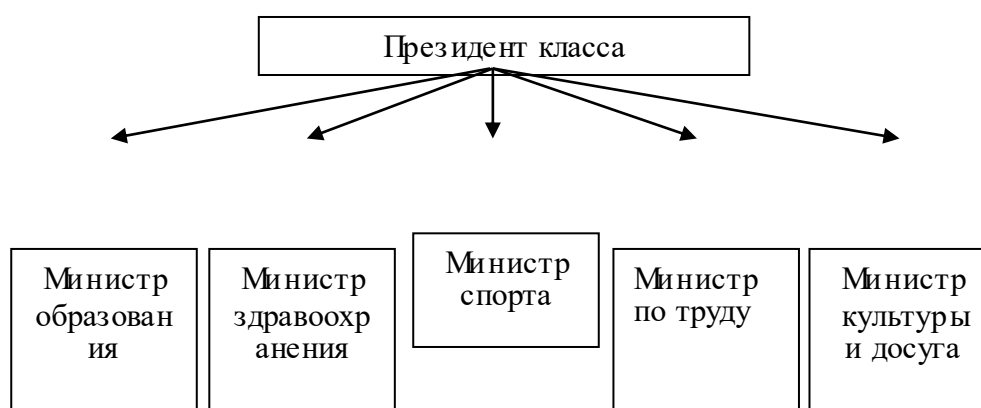 Президент класса
Министр
образован
ия
Министр
здравоохр
анения
Министр
спорта
Министр
по труду
Министр
культуры
и досуга